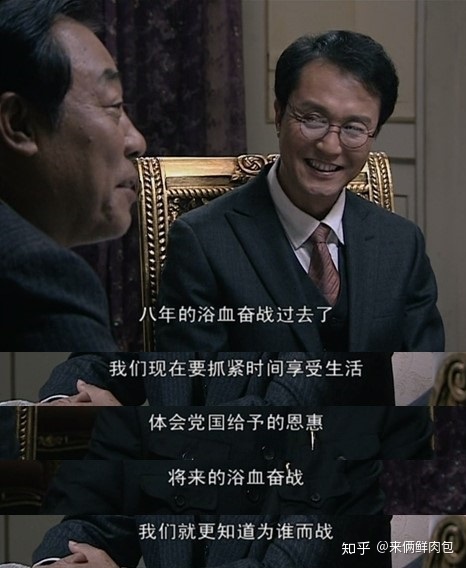 八年的浴血奋战过去了
我们现在要抓紧时间享受生活
体会党国给予的恩惠
将来的浴血奋战
我们就更知道为谁而战
知乎 @来俩鲜肉包